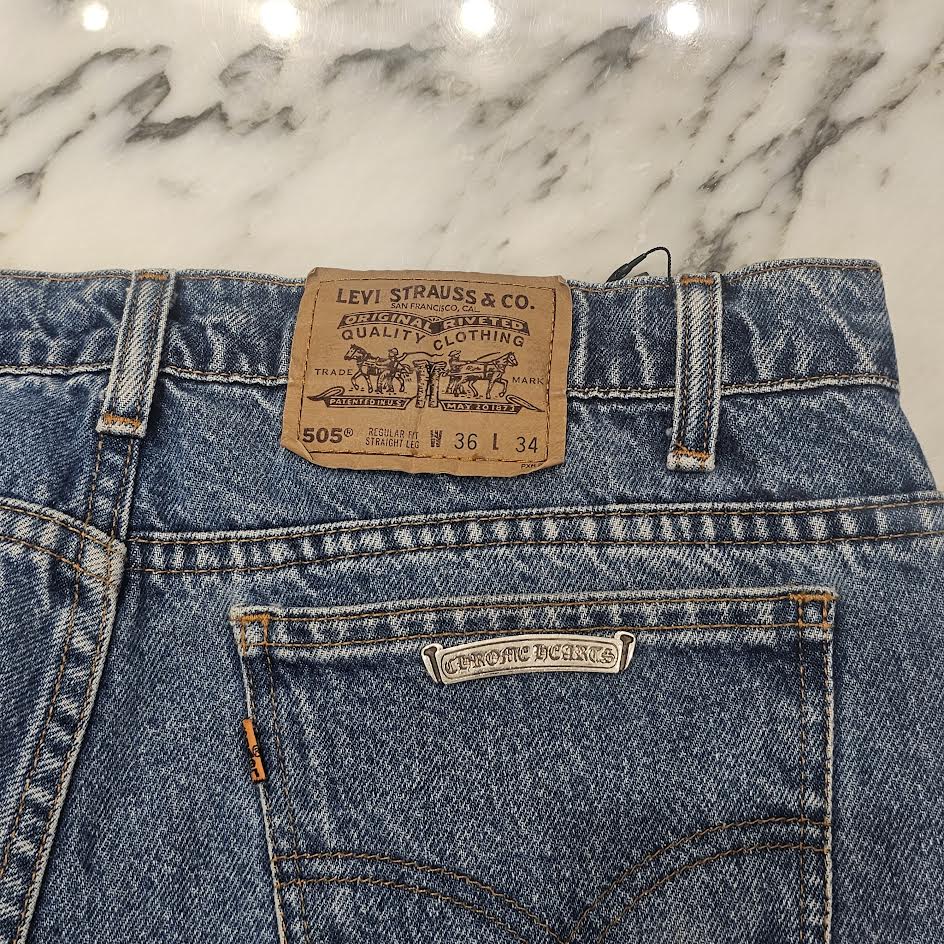 LEVI STRAUSS & CO.
SAN FRANCISCO, CAL.
ORIGINAL RIVETED
QUALITY CLOTHING
TRADE MARK
PATENTED IN U.S. MAY 20 1873
505® REGULAR FIT STRAIGHT LEG W 36 L 34
CHROME HEARTS